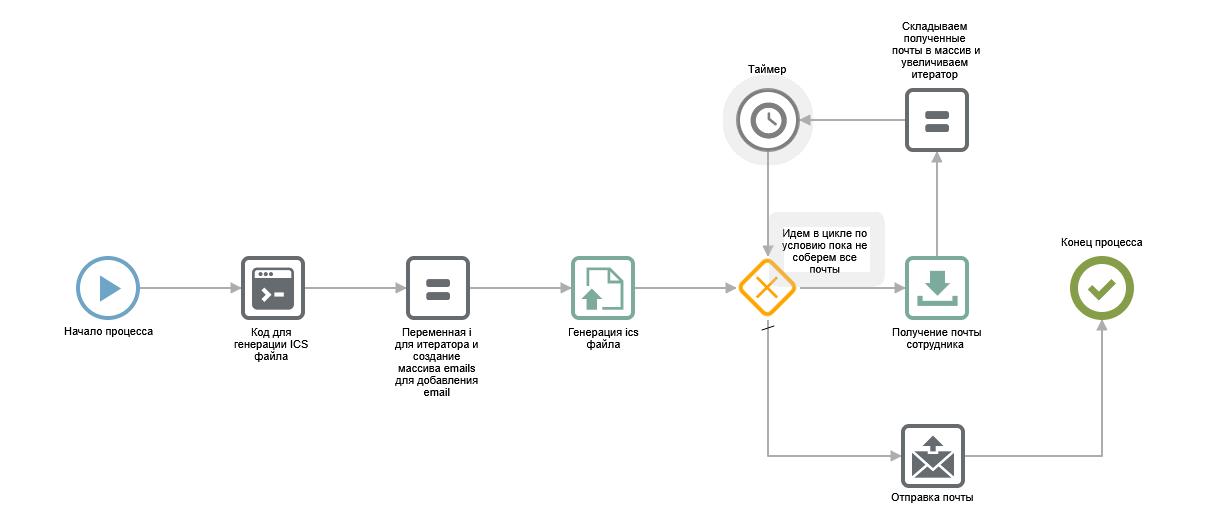 Складываем
полученные
почты в массив и
увеличиваем
итератор
Таймер
Идем в цикле по
условию пока не
соберем все
почты
Конец процесса
Начало процесса
Код для
генерации ICS
файла
Переменная i
для итератора и
создание
массива emails
для добавления
email
Генерация ics
файла
Получение почты
сотрудника
Отправка почты